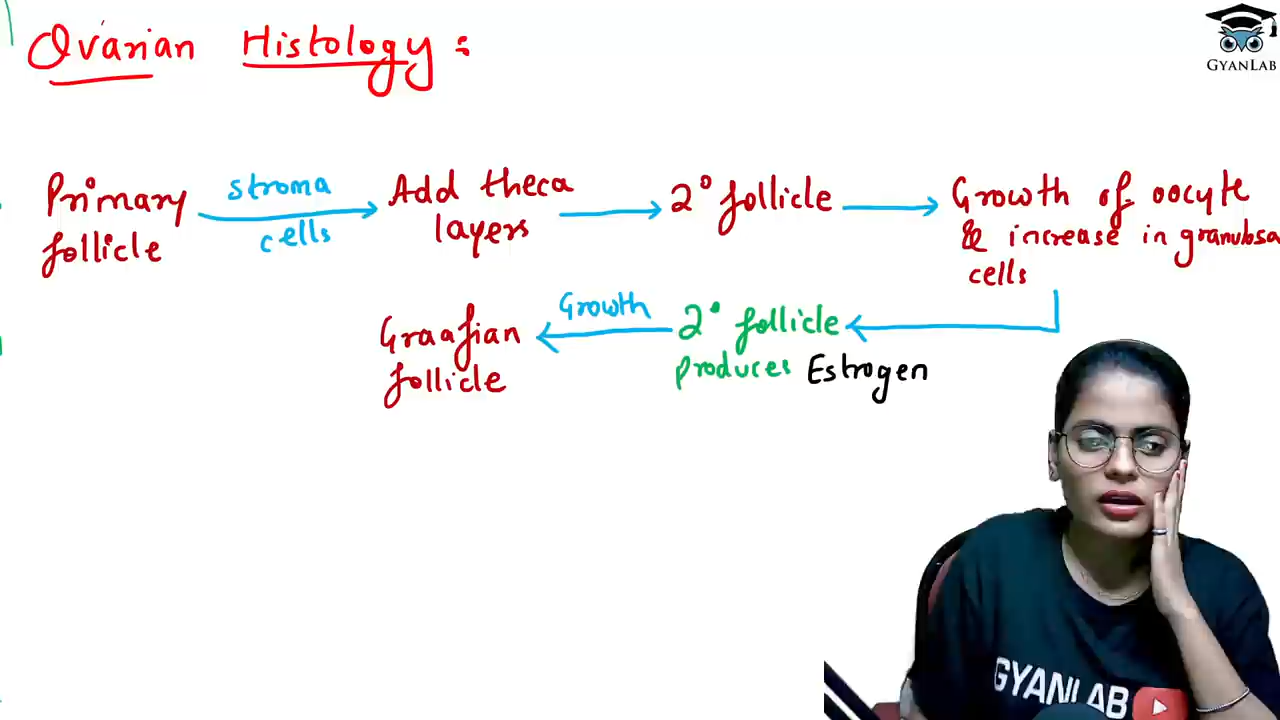 Ovarian Histology :
GYANLAB
Primary follicle
stroma cells
Add theca layers
2° follicle
Growth of oocyte
& increase in granulosa
cells
Graafian follicle
Growth
2° follicle
produces Estrogen
GYANLAB